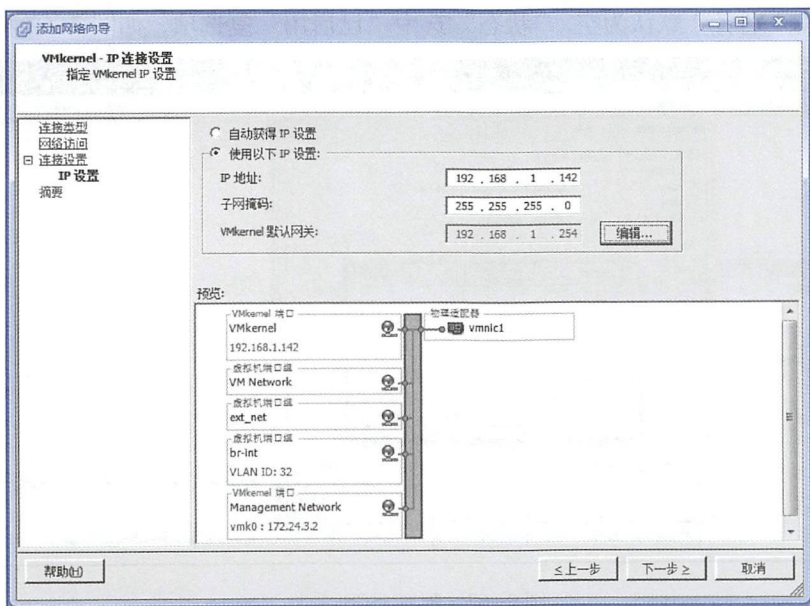 添加网络向导
VMkernel - IP 连接设置
指定 VMkernel IP 设置
连接类型
网络访问
连接设置
IP 设置
摘要
自动获得 IP 设置
使用以下 IP 设置:
IP 地址:
192 . 168 . 1 . 142
子网掩码:
255 . 255 . 255 . 0
VMkernel 默认网关:
192 . 168 . 1 . 254
编辑...
预览:
VMkernel 端口
VMkernel
192.168.1.142
物理适配器
vmnic1
虚拟机端口组
VM Network
虚拟机端口组
ext_net
虚拟机端口组
br-int
VLAN ID: 32
VMkernel 端口
Management Network
vmk0 : 172.24.3.2
帮助(H)
≤上一步
下一步 ≥
取消